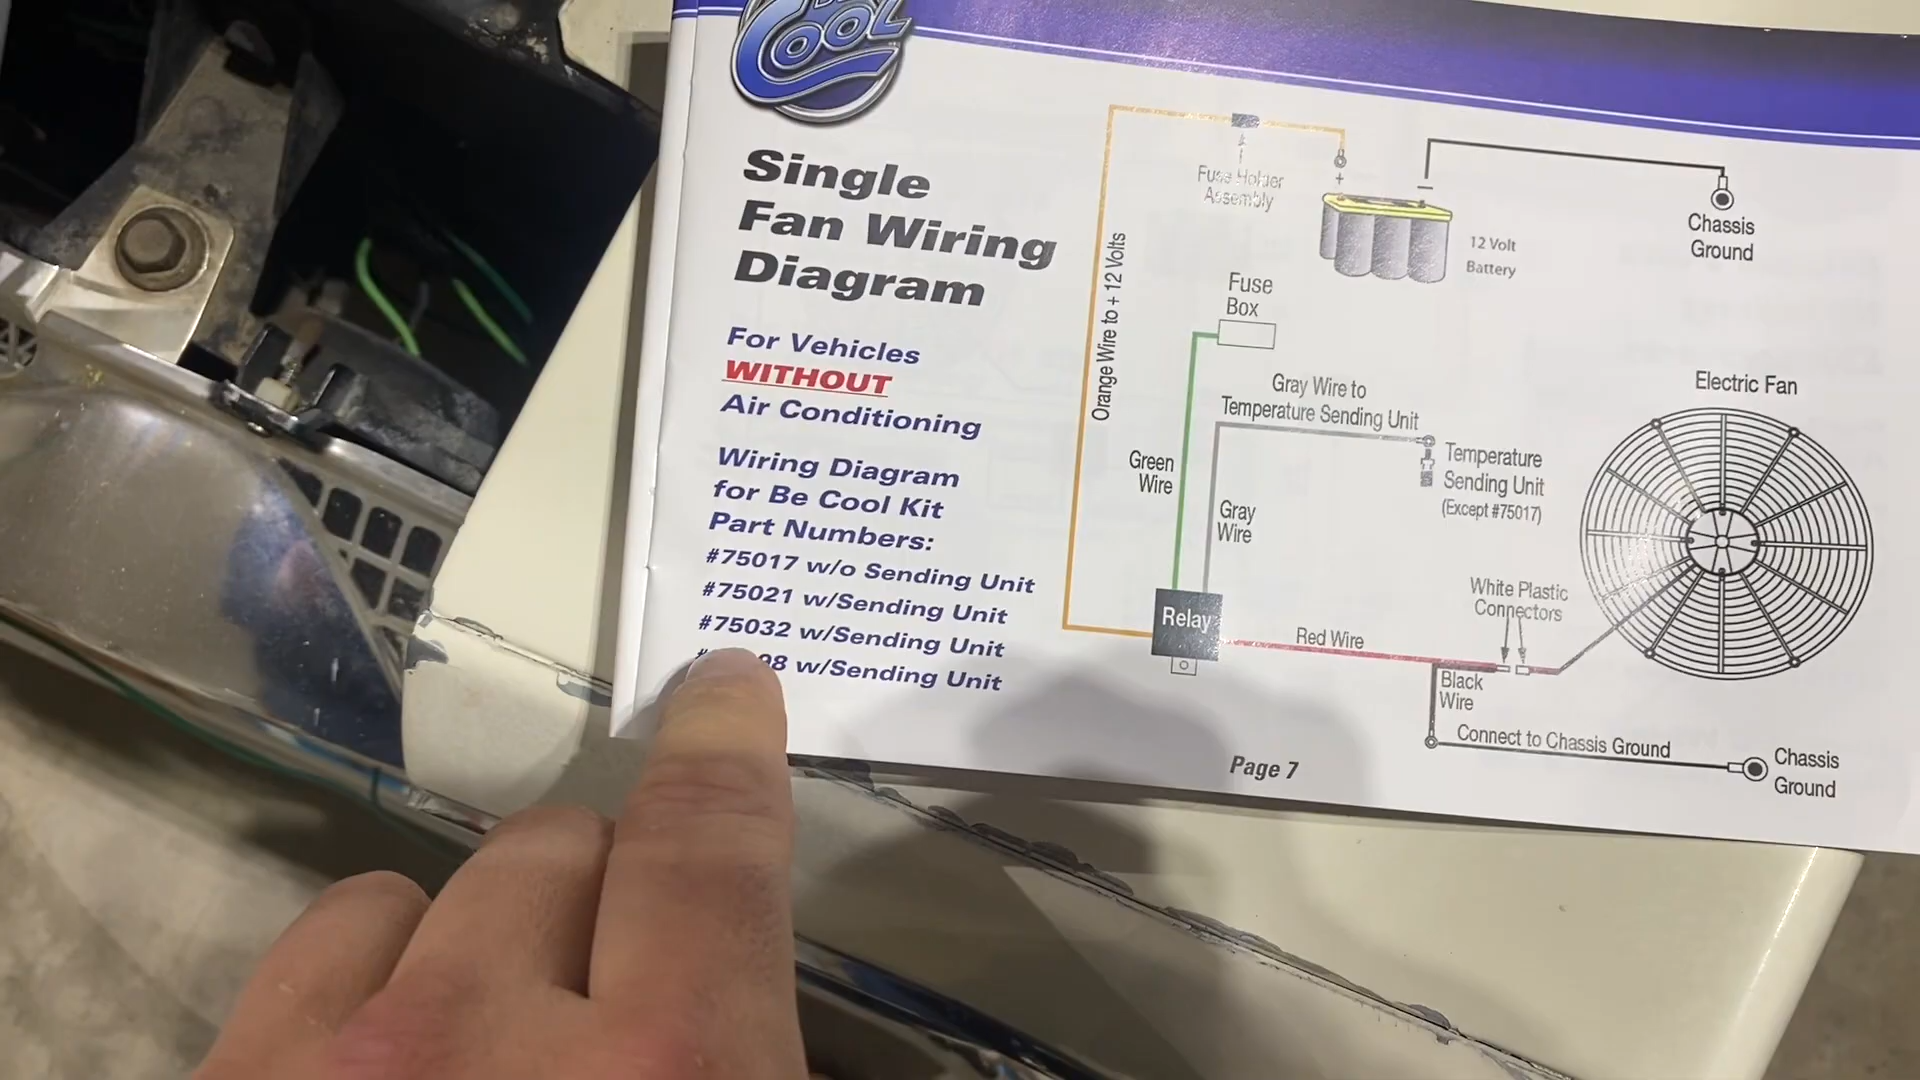 COOL
Single
Fan Wiring
Diagram
For Vehicles
WITHOUT
Air Conditioning
Wiring Diagram
for Be Cool Kit
Part Numbers:
#75017 w/o Sending Unit
#75021 w/Sending Unit
#75032 w/Sending Unit
w/Sending Unit
Orange Wire to + 12 Volts
Fuse Holder
Assembly
+
−
12 Volt
Battery
Chassis
Ground
Fuse
Box
Green
Wire
Gray Wire to
Temperature Sending Unit
Gray
Wire
Temperature
Sending Unit
(Except #75017)
Electric Fan
White Plastic
Connectors
Relay
Red Wire
Black
Wire
Connect to Chassis Ground
Chassis
Ground
Page 7